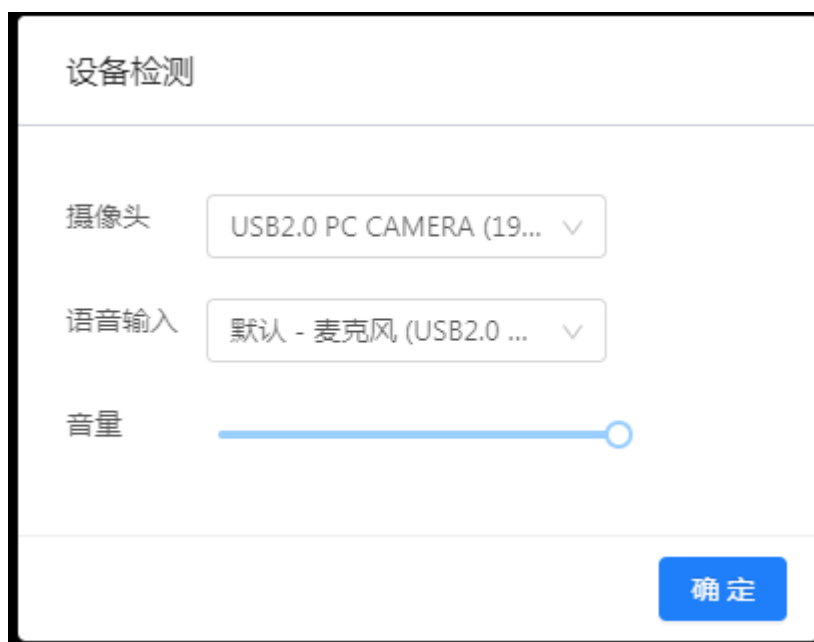 设备检测
摄像头
USB2.0 PC CAMERA (19...
语音输入
默认 - 麦克风 (USB2.0 ...
音量
确 定